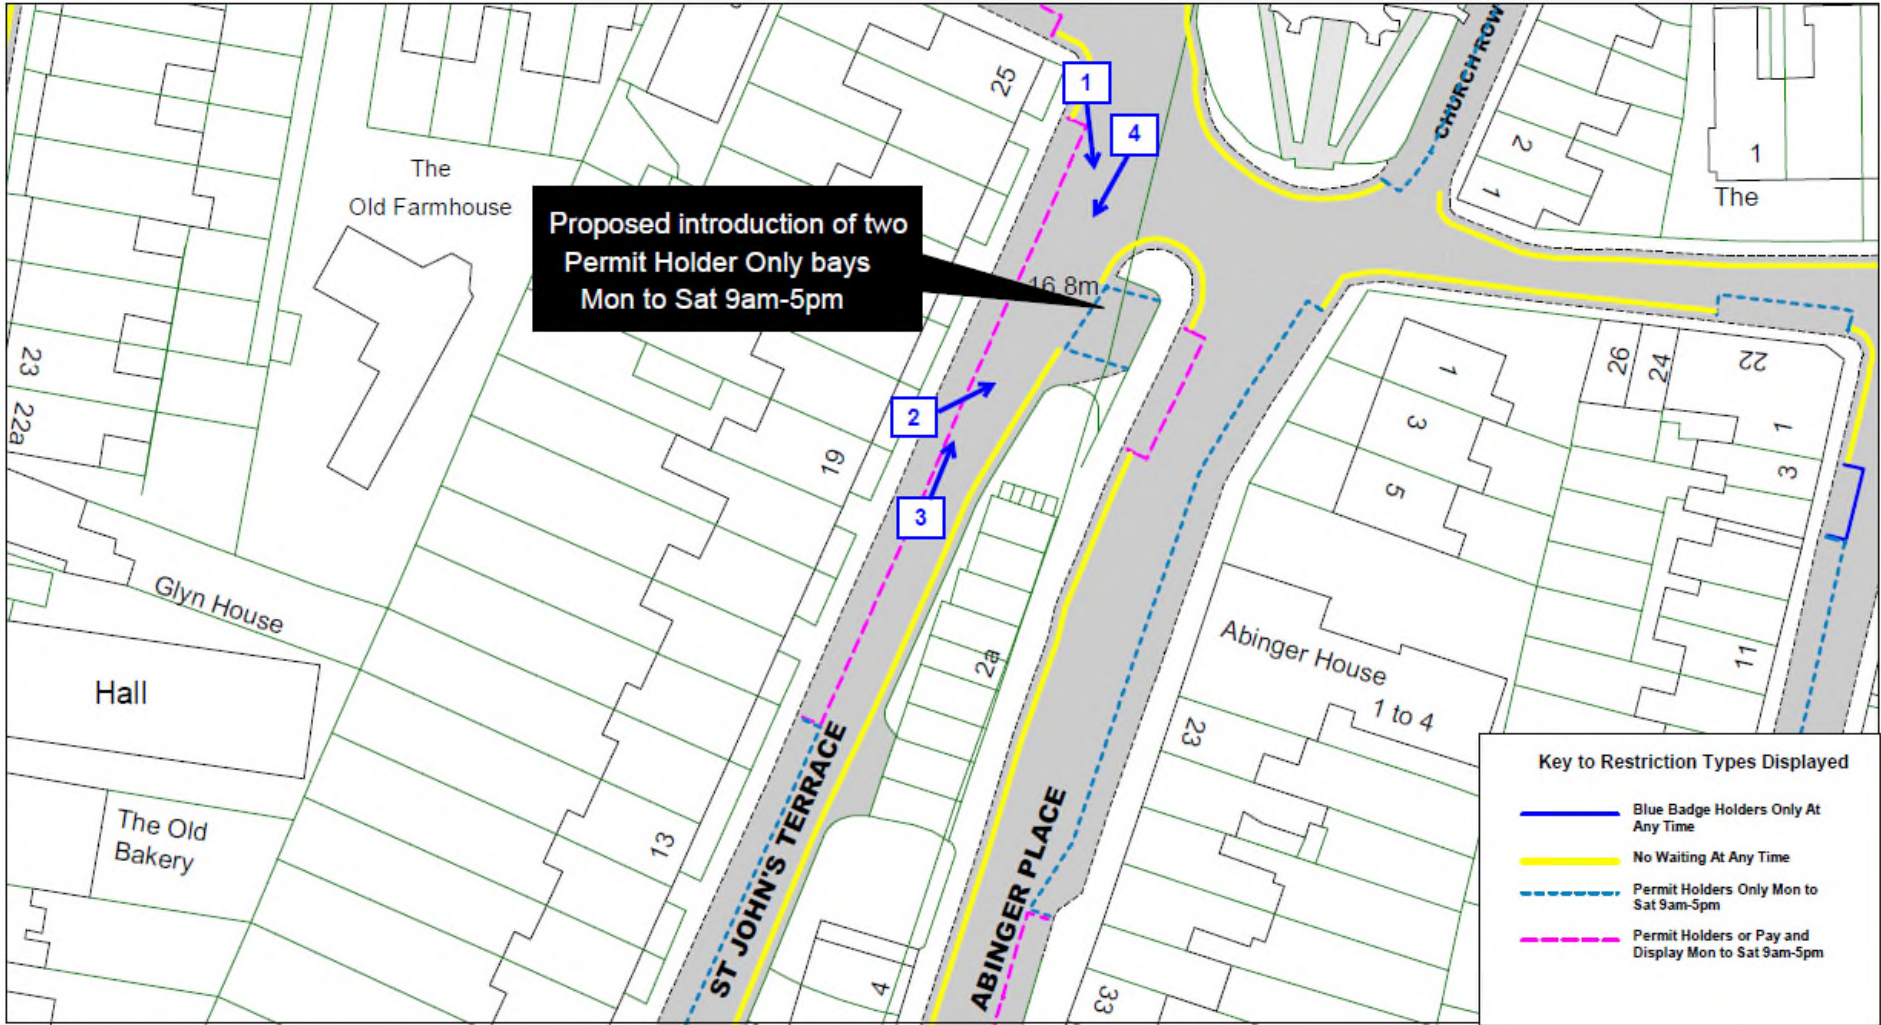 25
1
4
CHURCH ROW
2
1
1
The
The
Old Farmhouse
Proposed introduction of two
Permit Holder Only bays
Mon to Sat 9am-5pm
16.8m
23
22a
2
3
19
1
3
5
26
24
22
1
3
11
Glyn House
Hall
The Old
Bakery
13
2a
Abinger House
1 to 4
23
ST JOHN'S TERRACE
ABINGER PLACE
4
33
Key to Restriction Types Displayed
Blue Badge Holders Only At
Any Time
No Waiting At Any Time
Permit Holders Only Mon to
Sat 9am-5pm
Permit Holders or Pay and
Display Mon to Sat 9am-5pm